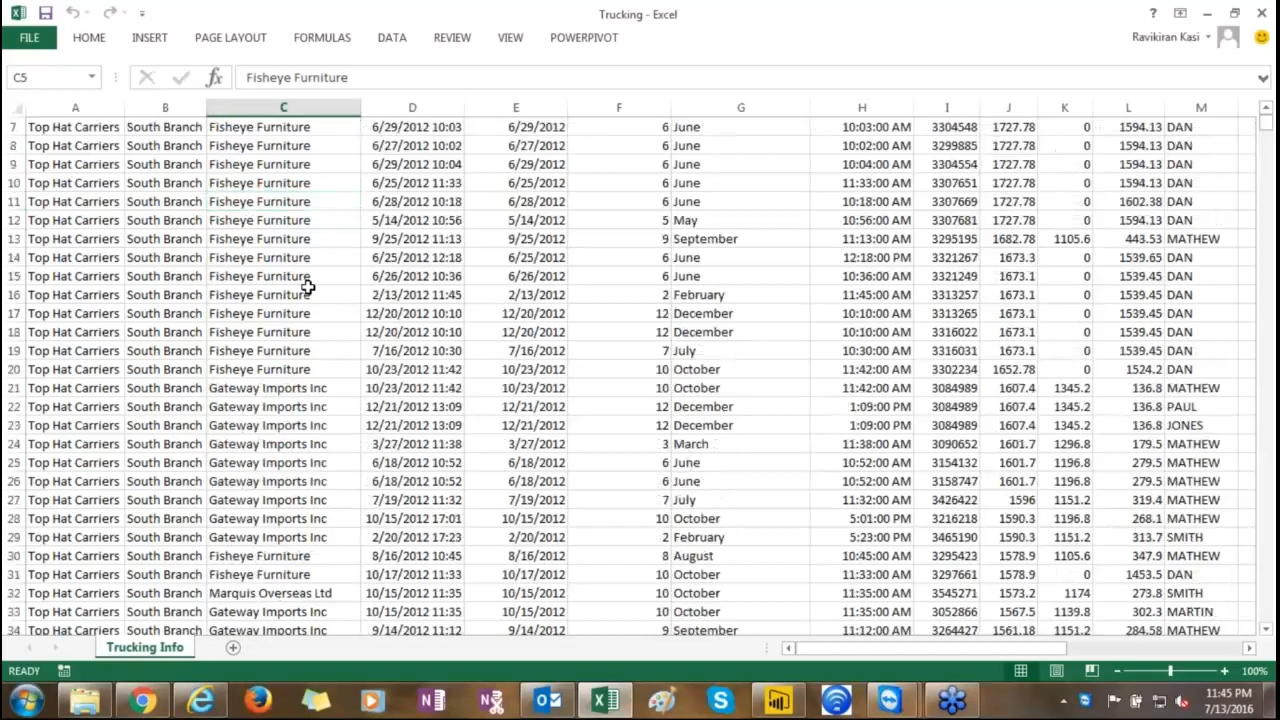 Trucking - Excel
FILE HOME INSERT PAGE LAYOUT FORMULAS DATA REVIEW VIEW POWERPIVOT Ravikiran Kasi
C5 fx Fisheye Furniture
A B C D E F G H I J K L M
7 Top Hat Carriers South Branch Fisheye Furniture 6/29/2012 10:03 6/29/2012 6 June 10:03:00 AM 3304548 1727.78 0 1594.13 DAN
8 Top Hat Carriers South Branch Fisheye Furniture 6/27/2012 10:02 6/27/2012 6 June 10:02:00 AM 3299885 1727.78 0 1594.13 DAN
9 Top Hat Carriers South Branch Fisheye Furniture 6/29/2012 10:04 6/29/2012 6 June 10:04:00 AM 3304554 1727.78 0 1594.13 DAN
10 Top Hat Carriers South Branch Fisheye Furniture 6/25/2012 11:33 6/25/2012 6 June 11:33:00 AM 3307651 1727.78 0 1594.13 DAN
11 Top Hat Carriers South Branch Fisheye Furniture 6/28/2012 10:18 6/28/2012 6 June 10:18:00 AM 3307669 1727.78 0 1602.38 DAN
12 Top Hat Carriers South Branch Fisheye Furniture 5/14/2012 10:56 5/14/2012 5 May 10:56:00 AM 3307681 1727.78 0 1594.13 DAN
13 Top Hat Carriers South Branch Fisheye Furniture 9/25/2012 11:13 9/25/2012 9 September 11:13:00 AM 3295195 1682.78 1105.6 443.53 MATHEW
14 Top Hat Carriers South Branch Fisheye Furniture 6/25/2012 12:18 6/25/2012 6 June 12:18:00 PM 3321267 1673.3 0 1539.65 DAN
15 Top Hat Carriers South Branch Fisheye Furniture 6/26/2012 10:36 6/26/2012 6 June 10:36:00 AM 3321249 1673.1 0 1539.45 DAN
16 Top Hat Carriers South Branch Fisheye Furniture 2/13/2012 11:45 2/13/2012 2 February 11:45:00 AM 3313257 1673.1 0 1539.45 DAN
17 Top Hat Carriers South Branch Fisheye Furniture 12/20/2012 10:10 12/20/2012 12 December 10:10:00 AM 3313265 1673.1 0 1539.45 DAN
18 Top Hat Carriers South Branch Fisheye Furniture 12/20/2012 10:10 12/20/2012 12 December 10:10:00 AM 3316022 1673.1 0 1539.45 DAN
19 Top Hat Carriers South Branch Fisheye Furniture 7/16/2012 10:30 7/16/2012 7 July 10:30:00 AM 3316031 1673.1 0 1539.45 DAN
20 Top Hat Carriers South Branch Fisheye Furniture 10/23/2012 11:42 10/23/2012 10 October 11:42:00 AM 3302234 1652.78 0 1524.2 DAN
21 Top Hat Carriers South Branch Gateway Imports Inc 10/23/2012 11:42 10/23/2012 10 October 11:42:00 AM 3084989 1607.4 1345.2 136.8 MATHEW
22 Top Hat Carriers South Branch Gateway Imports Inc 12/21/2012 13:09 12/21/2012 12 December 1:09:00 PM 3084989 1607.4 1345.2 136.8 PAUL
23 Top Hat Carriers South Branch Gateway Imports Inc 12/21/2012 13:09 12/21/2012 12 December 1:09:00 PM 3084989 1607.4 1345.2 136.8 JONES
24 Top Hat Carriers South Branch Gateway Imports Inc 3/27/2012 11:38 3/27/2012 3 March 11:38:00 AM 3090652 1601.7 1296.8 179.5 MATHEW
25 Top Hat Carriers South Branch Gateway Imports Inc 6/18/2012 10:52 6/18/2012 6 June 10:52:00 AM 3154132 1601.7 1196.8 279.5 MATHEW
26 Top Hat Carriers South Branch Gateway Imports Inc 6/18/2012 10:52 6/18/2012 6 June 10:52:00 AM 3158747 1601.7 1196.8 279.5 MATHEW
27 Top Hat Carriers South Branch Gateway Imports Inc 7/19/2012 11:32 7/19/2012 7 July 11:32:00 AM 3426422 1596 1151.2 319.4 MATHEW
28 Top Hat Carriers South Branch Gateway Imports Inc 10/15/2012 17:01 10/15/2012 10 October 5:01:00 PM 3216218 1590.3 1196.8 268.1 MATHEW
29 Top Hat Carriers South Branch Gateway Imports Inc 2/20/2012 17:23 2/20/2012 2 February 5:23:00 PM 3465190 1590.3 1151.2 313.7 SMITH
30 Top Hat Carriers South Branch Fisheye Furniture 8/16/2012 10:45 8/16/2012 8 August 10:45:00 AM 3295423 1578.9 1105.6 347.9 MATHEW
31 Top Hat Carriers South Branch Fisheye Furniture 10/17/2012 11:33 10/17/2012 10 October 11:33:00 AM 3297661 1578.9 0 1453.5 DAN
32 Top Hat Carriers South Branch Marquis Overseas Ltd 10/15/2012 11:35 10/15/2012 10 October 11:35:00 AM 3545271 1573.2 1174 273.8 SMITH
33 Top Hat Carriers South Branch Gateway Imports Inc 10/15/2012 11:35 10/15/2012 10 October 11:35:00 AM 3052866 1567.5 1139.8 302.3 MARTIN
34 Top Hat Carriers South Branch Gateway Imports Inc 9/14/2012 11:12 9/14/2012 9 September 11:12:00 AM 3264427 1561.18 1151.2 284.58 MATHEW
Trucking Info
READY 100%
11:45 PM
7/13/2016